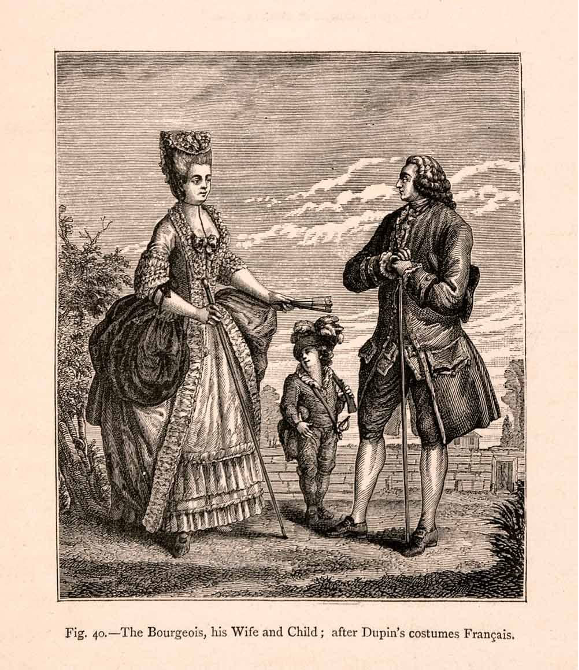 Fig. 40.—The Bourgeois, his Wife and Child; after Dupin's costumes Français.